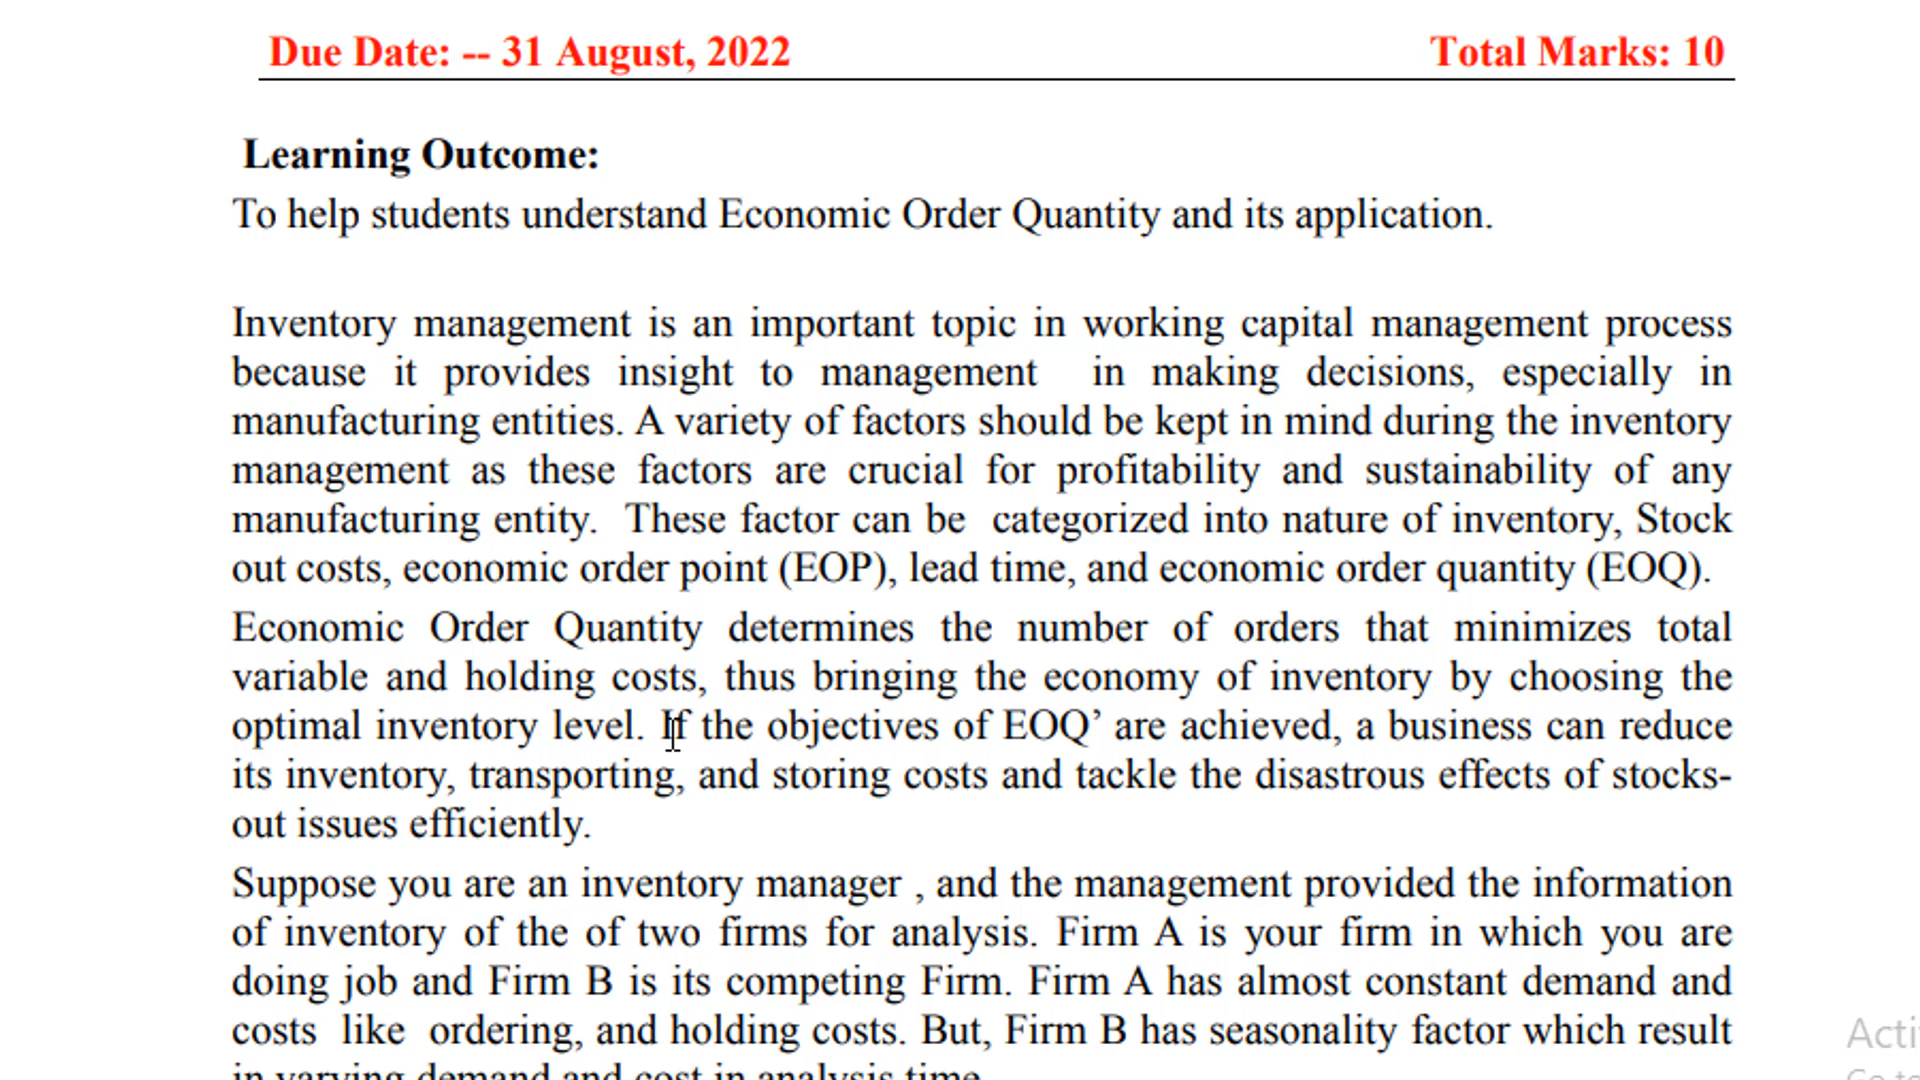 Due Date: -- 31 August, 2022 Total Marks: 10
Learning Outcome:
To help students understand Economic Order Quantity and its application.
Inventory management is an important topic in working capital management process
because it provides insight to management in making decisions, especially in
manufacturing entities. A variety of factors should be kept in mind during the inventory
management as these factors are crucial for profitability and sustainability of any
manufacturing entity. These factor can be categorized into nature of inventory, Stock
out costs, economic order point (EOP), lead time, and economic order quantity (EOQ).
Economic Order Quantity determines the number of orders that minimizes total
variable and holding costs, thus bringing the economy of inventory by choosing the
optimal inventory level. If the objectives of EOQ’ are achieved, a business can reduce
its inventory, transporting, and storing costs and tackle the disastrous effects of stocks-
out issues efficiently.
Suppose you are an inventory manager , and the management provided the information
of inventory of the of two firms for analysis. Firm A is your firm in which you are
doing job and Firm B is its competing Firm. Firm A has almost constant demand and
costs like ordering, and holding costs. But, Firm B has seasonality factor which result
in varying demand and cost in analysis time.